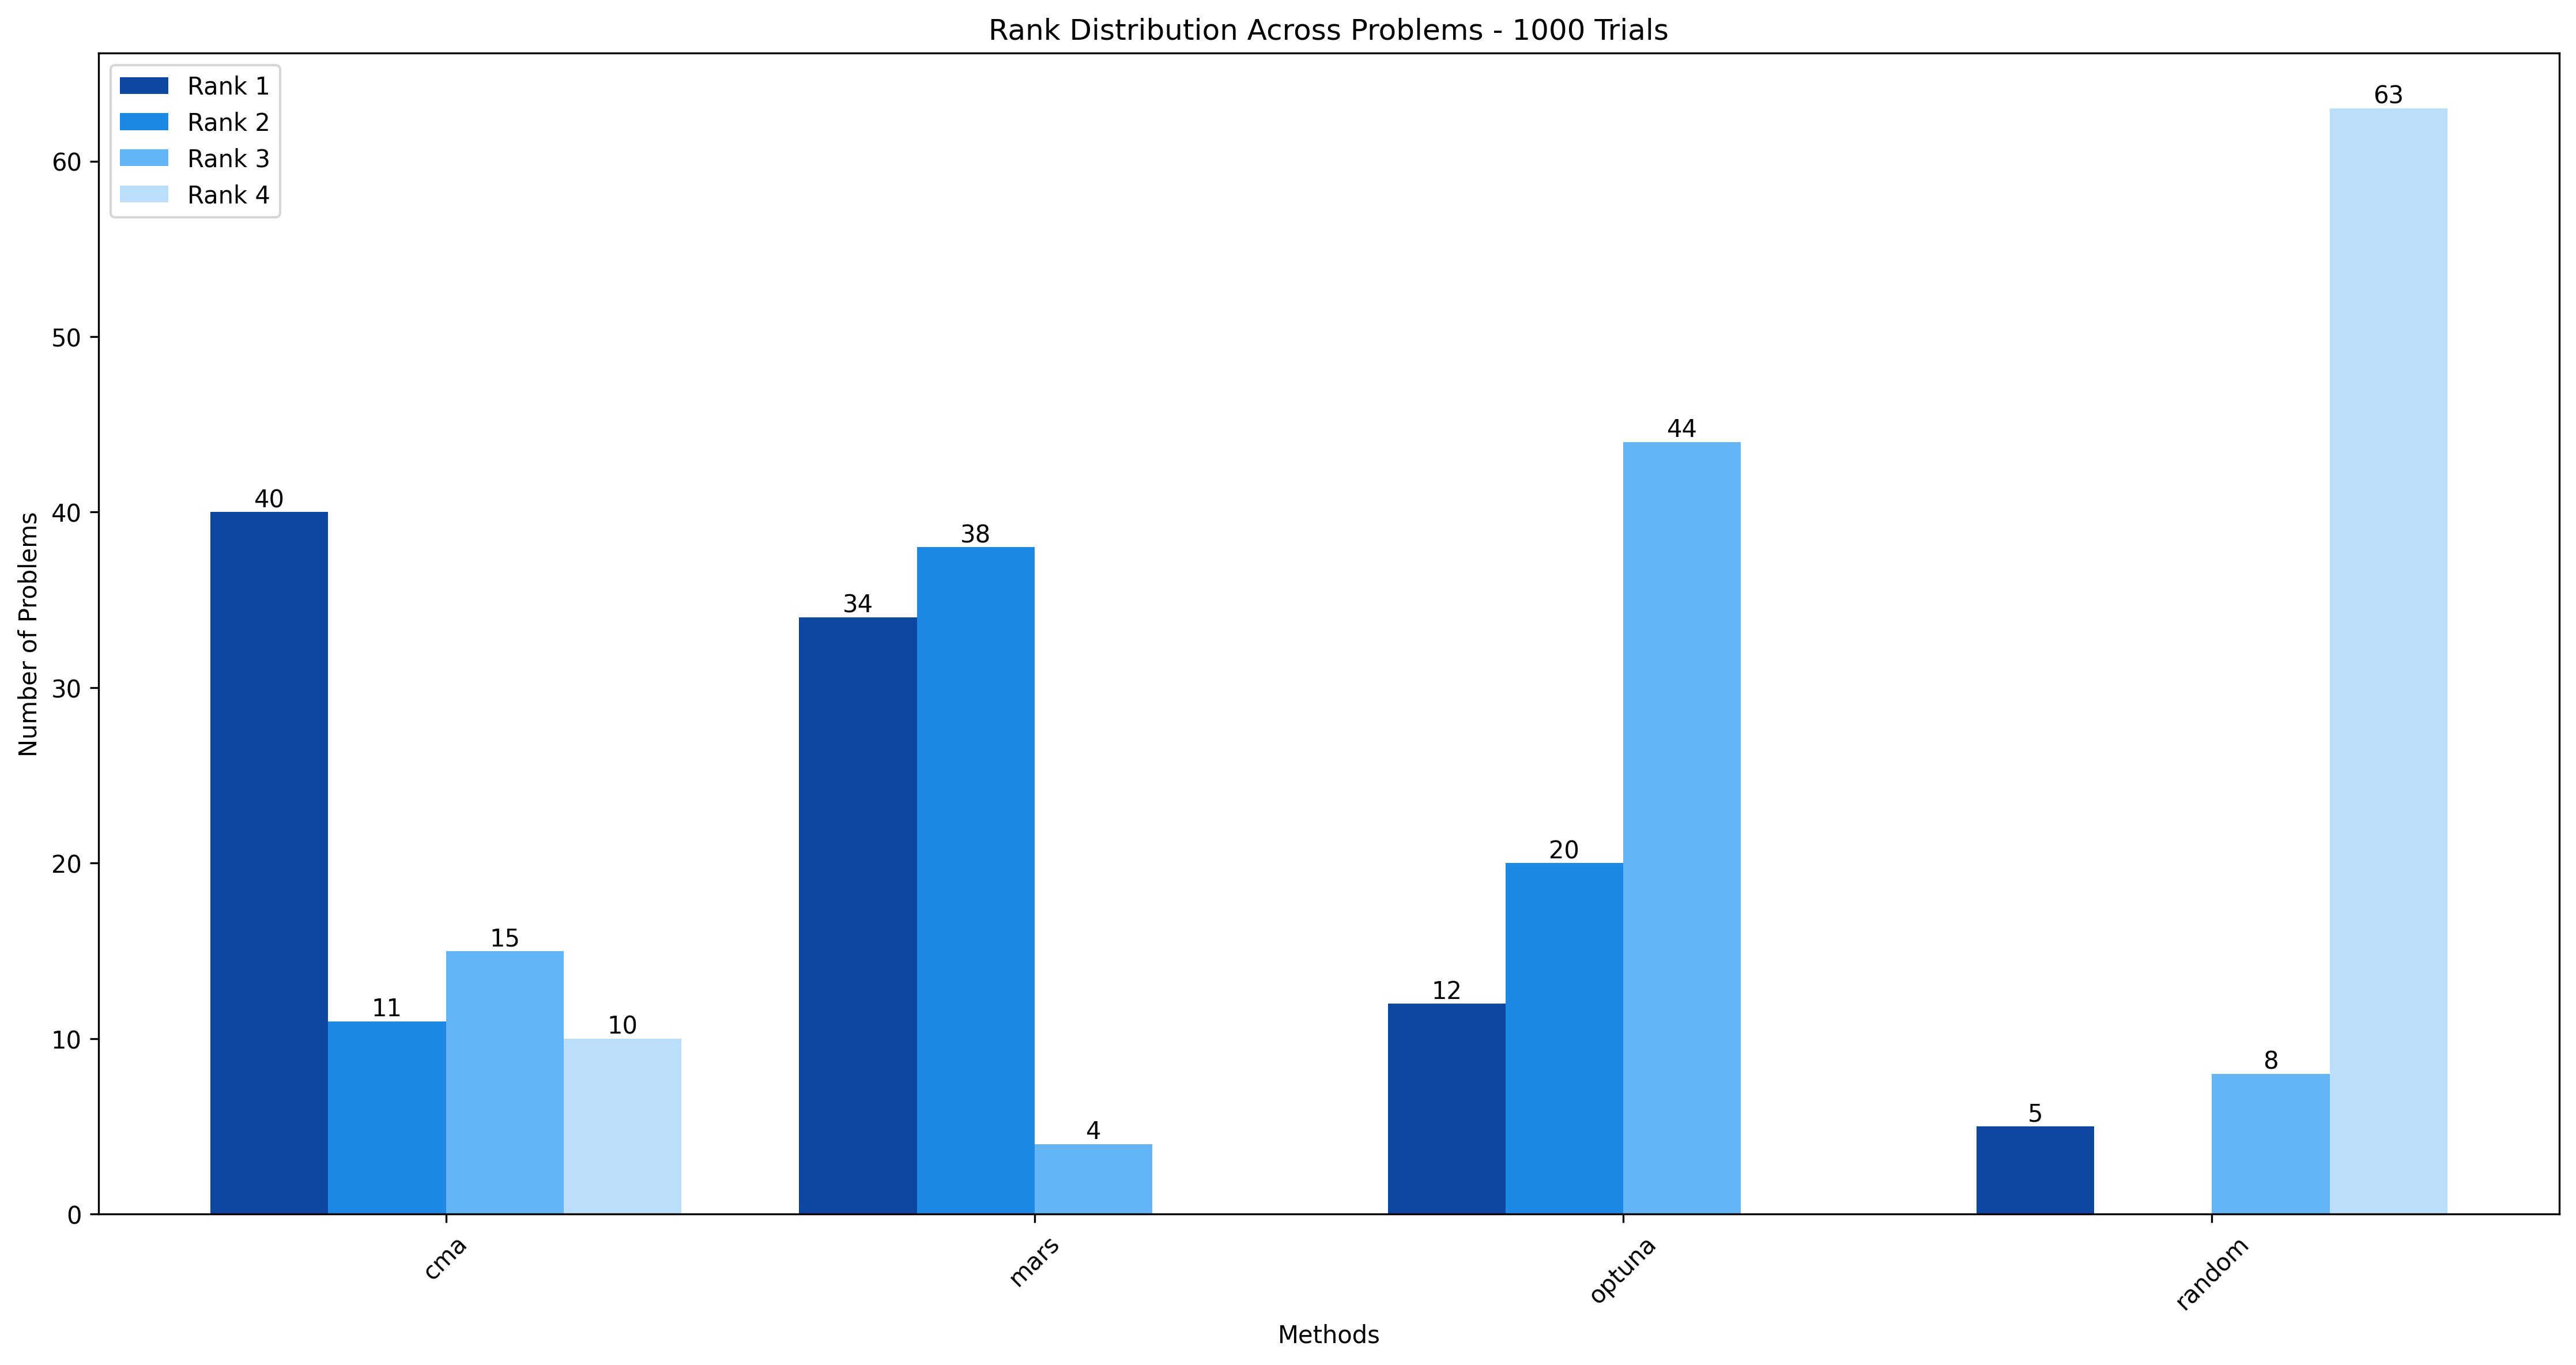 Rank Distribution Across Problems - 1000 Trials
Rank 1
Rank 2
Rank 3
Rank 4
Number of Problems
60
50
40
30
20
10
0
40
11
15
10
34
38
4
12
20
44
5
8
63
cma
mars
optuna
random
Methods